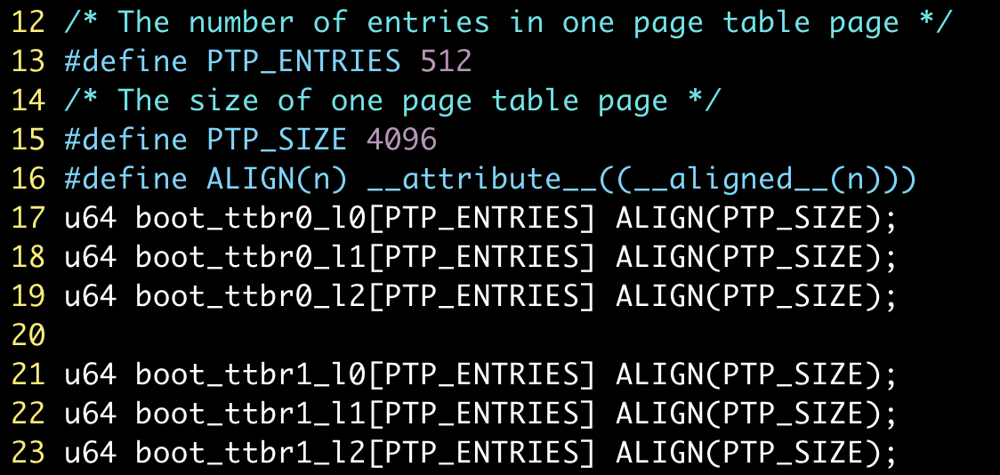 12 /* The number of entries in one page table page */
13 #define PTP_ENTRIES 512
14 /* The size of one page table page */
15 #define PTP_SIZE 4096
16 #define ALIGN(n) __attribute__((__aligned__(n)))
17 u64 boot_ttbr0_l0[PTP_ENTRIES] ALIGN(PTP_SIZE);
18 u64 boot_ttbr0_l1[PTP_ENTRIES] ALIGN(PTP_SIZE);
19 u64 boot_ttbr0_l2[PTP_ENTRIES] ALIGN(PTP_SIZE);
20
21 u64 boot_ttbr1_l0[PTP_ENTRIES] ALIGN(PTP_SIZE);
22 u64 boot_ttbr1_l1[PTP_ENTRIES] ALIGN(PTP_SIZE);
23 u64 boot_ttbr1_l2[PTP_ENTRIES] ALIGN(PTP_SIZE);